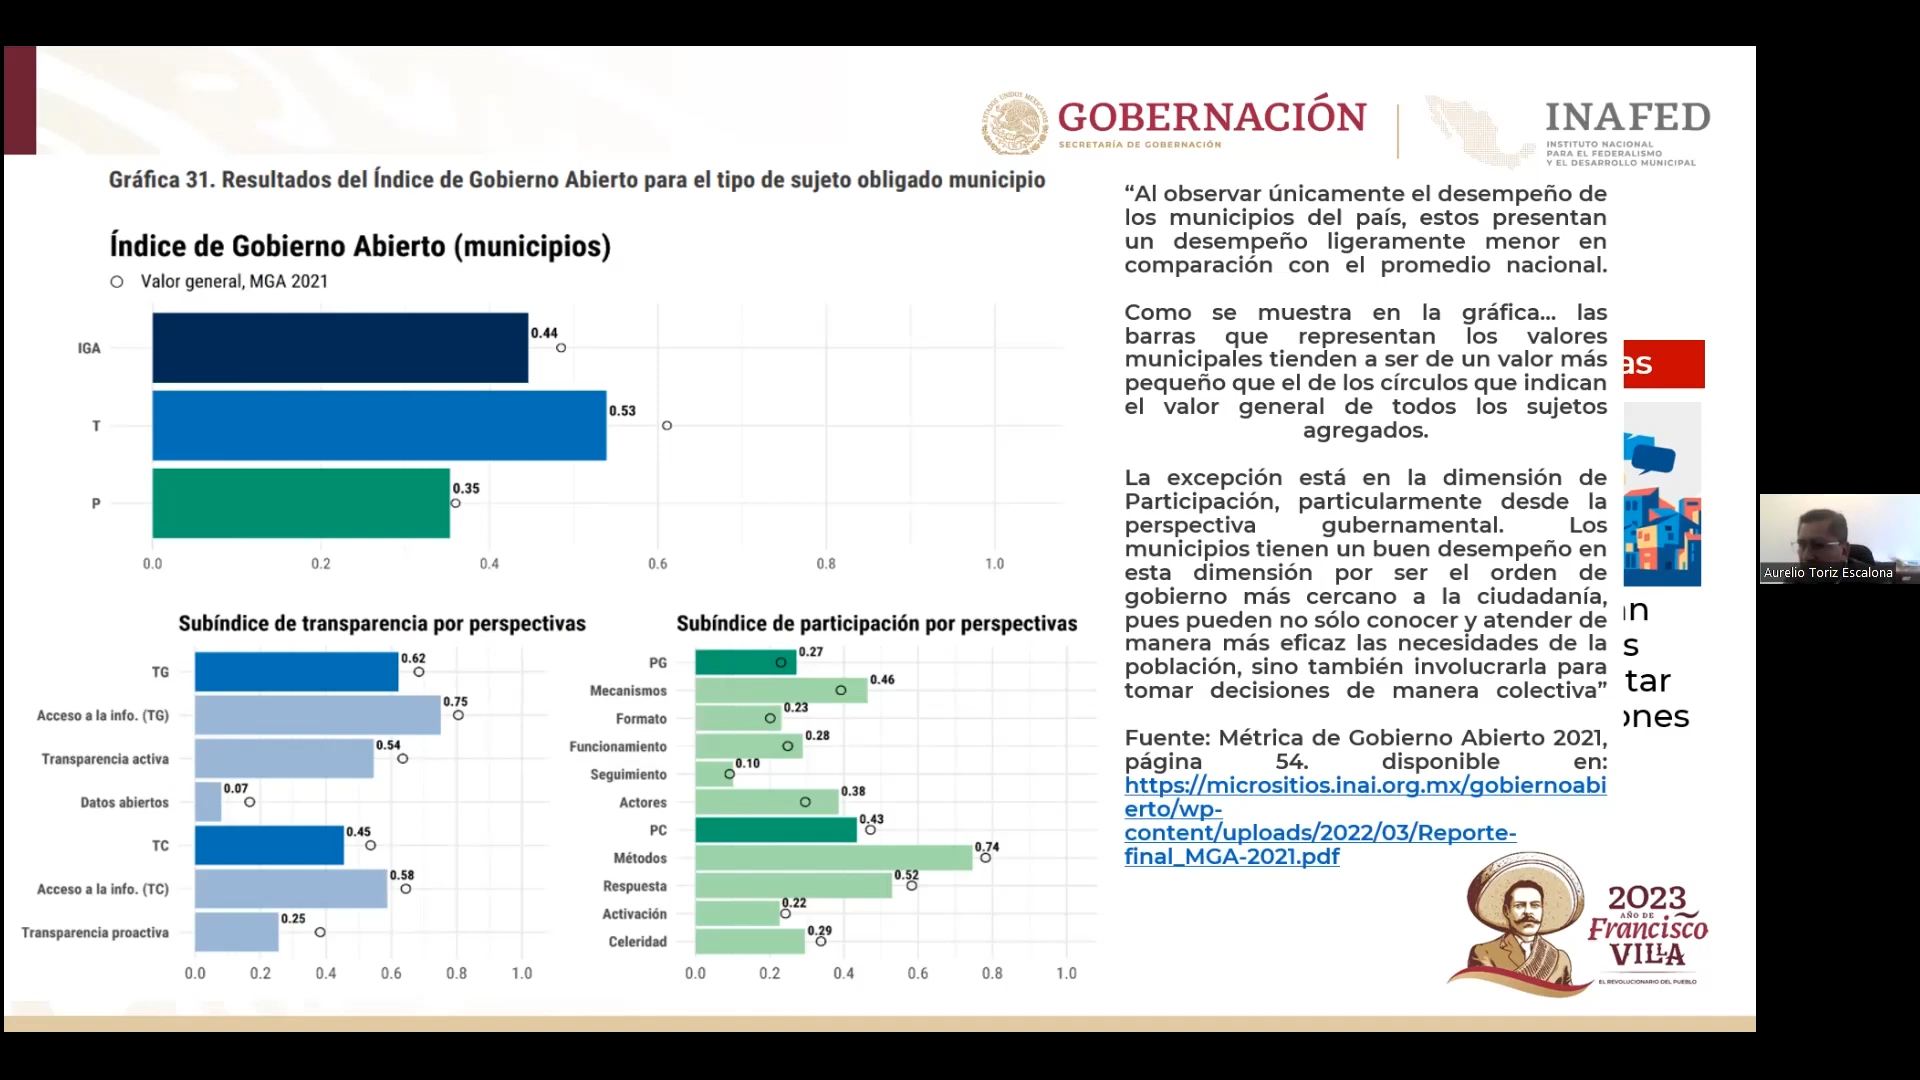 GOBERNACIÓN
SECRETARÍA DE GOBERNACIÓN
INAFED
INSTITUTO NACIONAL
PARA EL FEDERALISMO
Y EL DESARROLLO MUNICIPAL
Gráfica 31. Resultados del Índice de Gobierno Abierto para el tipo de sujeto obligado municipio
Índice de Gobierno Abierto (municipios)
Valor general, MGA 2021
IGA 0.44
T 0.53
P 0.35
0.0 0.2 0.4 0.6 0.8 1.0
Subíndice de transparencia por perspectivas
TG 0.62
Acceso a la info. (TG) 0.75
Transparencia activa 0.54
Datos abiertos 0.07
TC 0.45
Acceso a la info. (TC) 0.58
Transparencia proactiva 0.25
0.0 0.2 0.4 0.6 0.8 1.0
Subíndice de participación por perspectivas
PG 0.27
Mecanismos 0.46
Formato 0.23
Funcionamiento 0.28
Seguimiento 0.10
Actores 0.38
PC 0.43
Métodos 0.74
Respuesta 0.52
Activación 0.22
Celeridad 0.29
0.0 0.2 0.4 0.6 0.8 1.0
“Al observar únicamente el desempeño de
los municipios del país, estos presentan
un desempeño ligeramente menor en
comparación con el promedio nacional.
Como se muestra en la gráfica... las
barras que representan los valores
municipales tienden a ser de un valor más
pequeño que el de los círculos que indican
el valor general de todos los sujetos
agregados.
La excepción está en la dimensión de
Participación, particularmente desde la
perspectiva gubernamental. Los
municipios tienen un buen desempeño en
esta dimensión por ser el orden de
gobierno más cercano a la ciudadanía,
pues pueden no sólo conocer y atender de
manera más eficaz las necesidades de la
población, sino también involucrarla para
tomar decisiones de manera colectiva”
Fuente: Métrica de Gobierno Abierto 2021,
página 54. disponible en:
https://micrositios.inai.org.mx/gobiernoabi
erto/wp-
content/uploads/2022/03/Reporte-
final_MGA-2021.pdf
as
n
s
tar
ones
2023
AÑO DE
Francisco
VILLA
EL REVOLUCIONARIO DEL PUEBLO
Aurelio Toriz Escalona